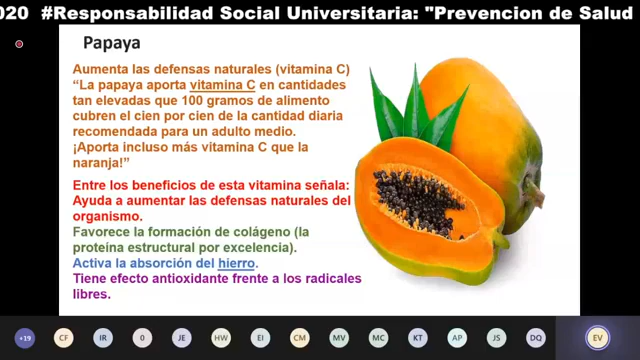 020 #Responsabilidad Social Universitaria: "Prevencion de Salud
Papaya
Aumenta las defensas naturales (vitamina C)
“La papaya aporta vitamina C en cantidades
tan elevadas que 100 gramos de alimento
cubren el cien por cien de la cantidad diaria
recomendada para un adulto medio.
¡Aporta incluso más vitamina C que la
naranja!”
Entre los beneficios de esta vitamina señala:
Ayuda a aumentar las defensas naturales del
organismo.
Favorece la formación de colágeno (la
proteína estructural por excelencia).
Activa la absorción del hierro.
Tiene efecto antioxidante frente a los radicales
libres.
+19 CF IR 0 JE HW EI CM MV MC KT AP JS DQ EV